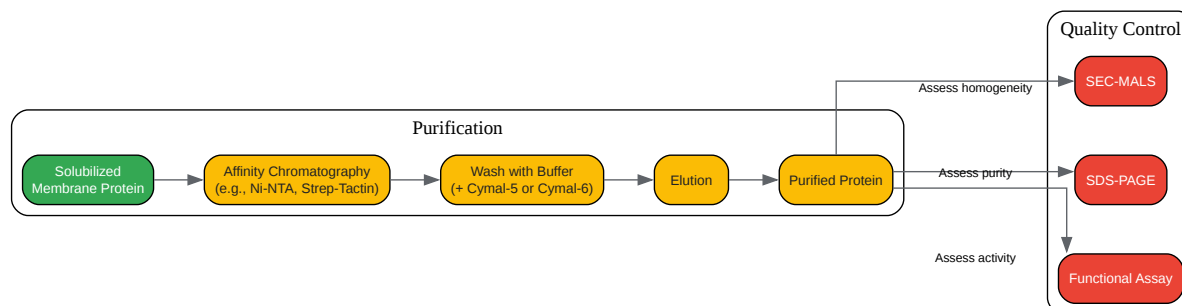 Purification
Solubilized
Membrane Protein
Affinity Chromatography
(e.g., Ni-NTA, Strep-Tactin)
Wash with Buffer
(+ Cymal-5 or Cymal-6)
Elution
Purified Protein
Assess homogeneity
Assess purity
Assess activity
Quality Control
SEC-MALS
SDS-PAGE
Functional Assay